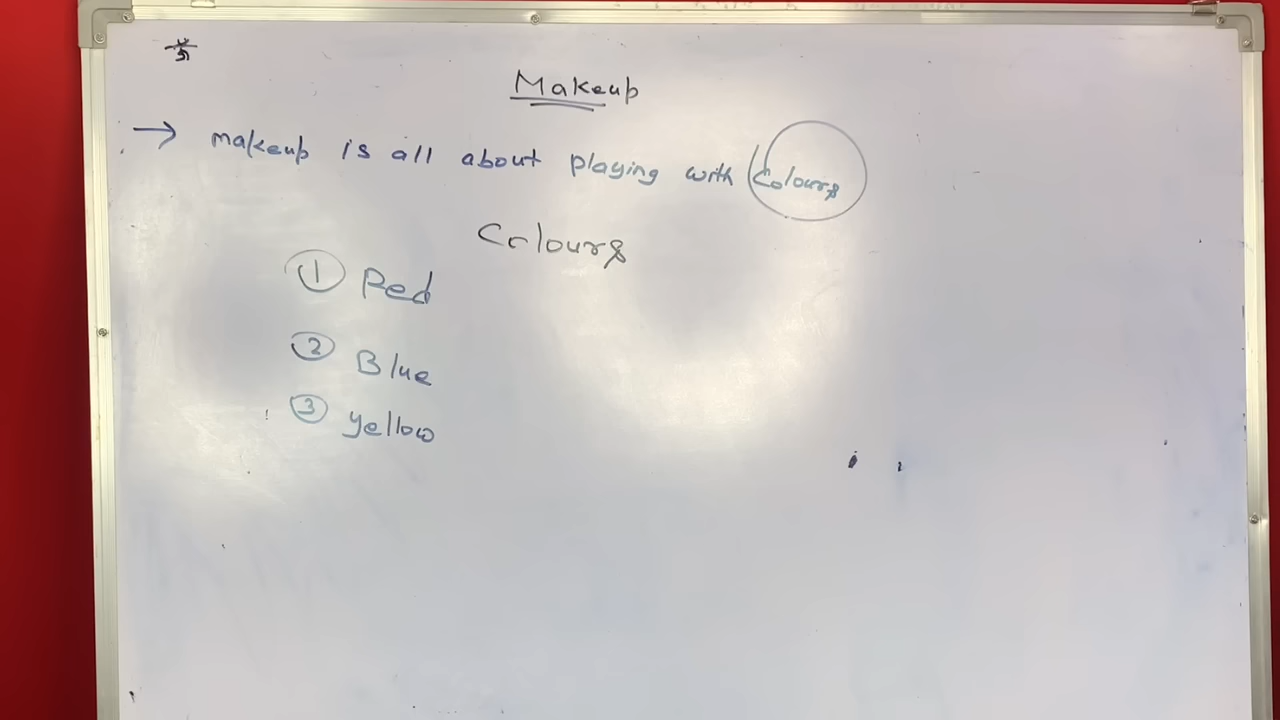 Makeup
→ makeup is all about playing with Colours
Colours
① Red
② Blue
③ yellow